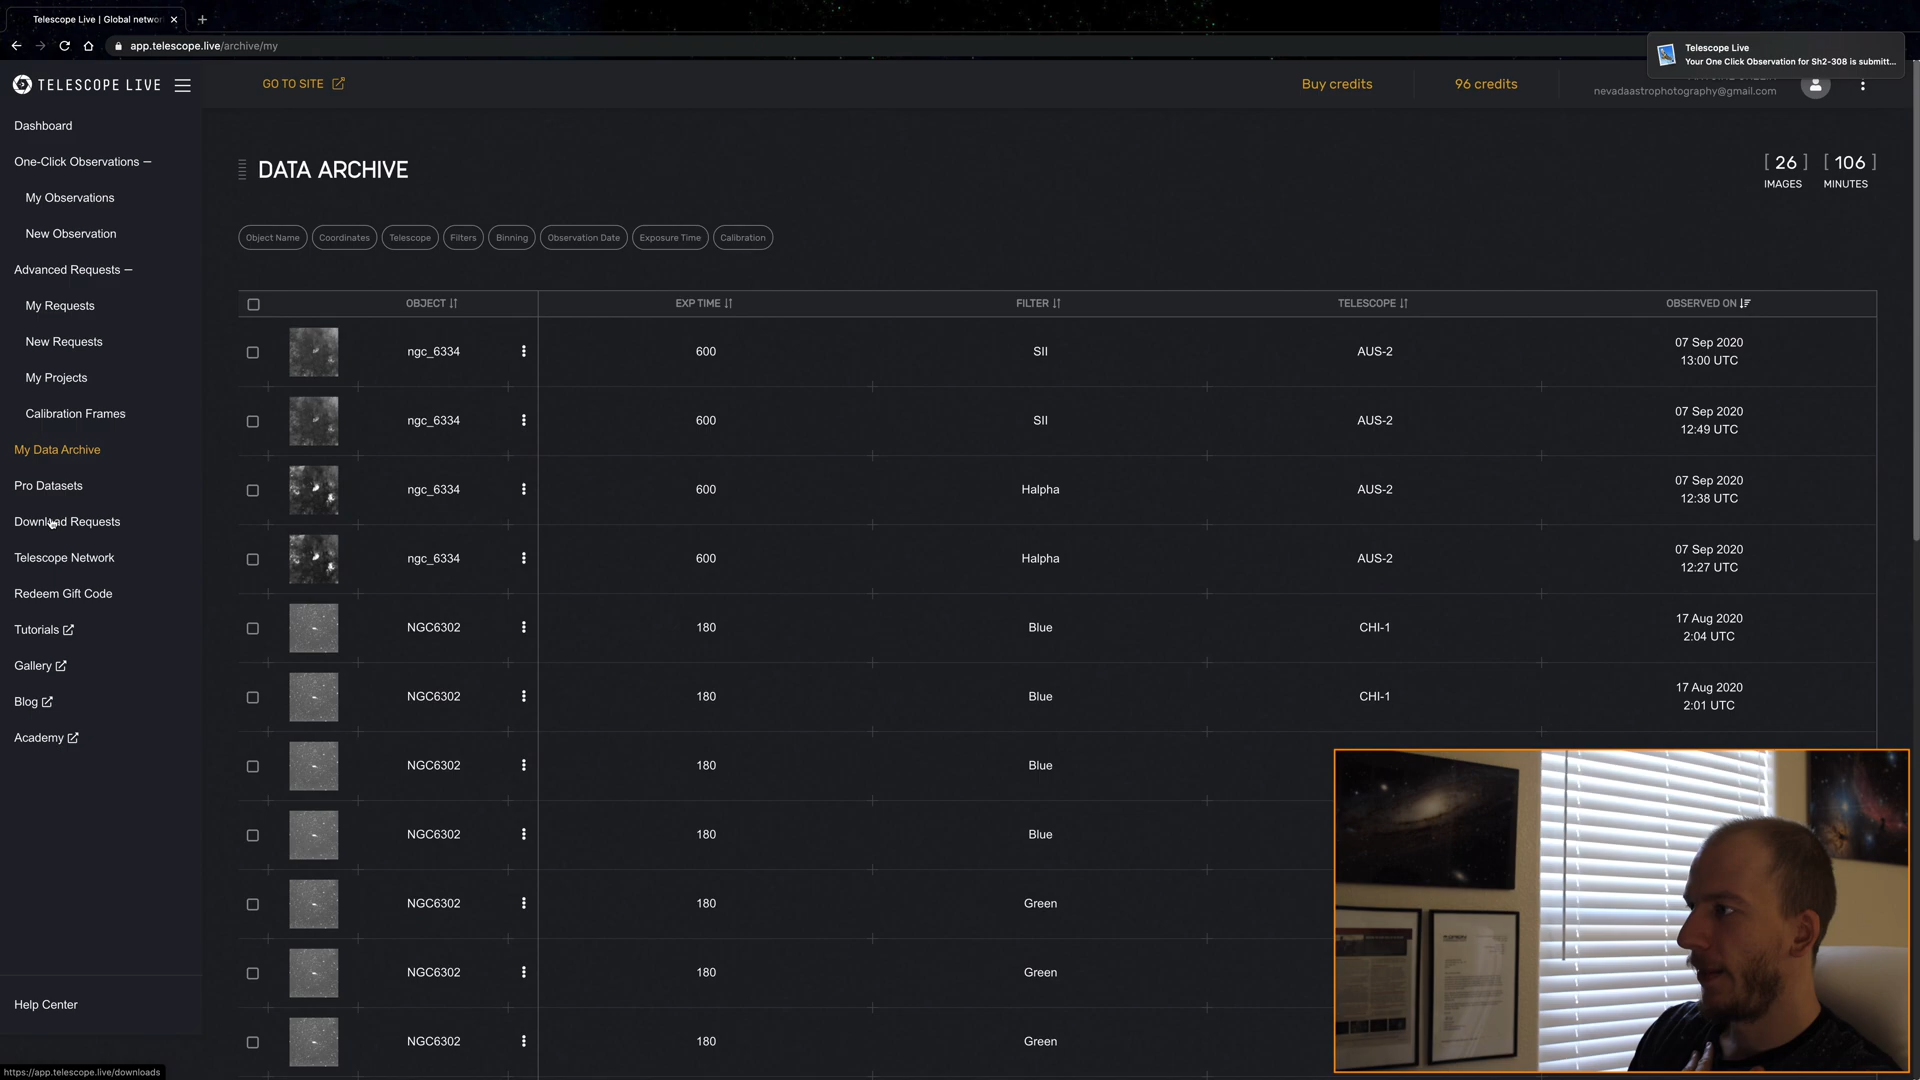 Telescope Live | Global networ
app.telescope.live/archive/my
Telescope Live
Your One Click Observation for Sh2-308 is submitt...
TELESCOPE LIVE
GO TO SITE
Buy credits
96 credits
nevadaastrophotography@gmail.com
Dashboard
One-Click Observations —
My Observations
New Observation
Advanced Requests —
My Requests
New Requests
My Projects
Calibration Frames
My Data Archive
Pro Datasets
Download Requests
Telescope Network
Redeem Gift Code
Tutorials
Gallery
Blog
Academy
Help Center
https://app.telescope.live/downloads
DATA ARCHIVE
[ 26 ] [ 106 ]
IMAGES MINUTES
Object Name Coordinates Telescope Filters Binning Observation Date Exposure Time Calibration
OBJECT EXP TIME FILTER TELESCOPE OBSERVED ON
ngc_6334 600 SII AUS-2 07 Sep 2020
13:00 UTC
ngc_6334 600 SII AUS-2 07 Sep 2020
12:49 UTC
ngc_6334 600 Halpha AUS-2 07 Sep 2020
12:38 UTC
ngc_6334 600 Halpha AUS-2 07 Sep 2020
12:27 UTC
NGC6302 180 Blue CHI-1 17 Aug 2020
2:04 UTC
NGC6302 180 Blue CHI-1 17 Aug 2020
2:01 UTC
NGC6302 180 Blue
NGC6302 180 Blue
NGC6302 180 Green
NGC6302 180 Green
NGC6302 180 Green